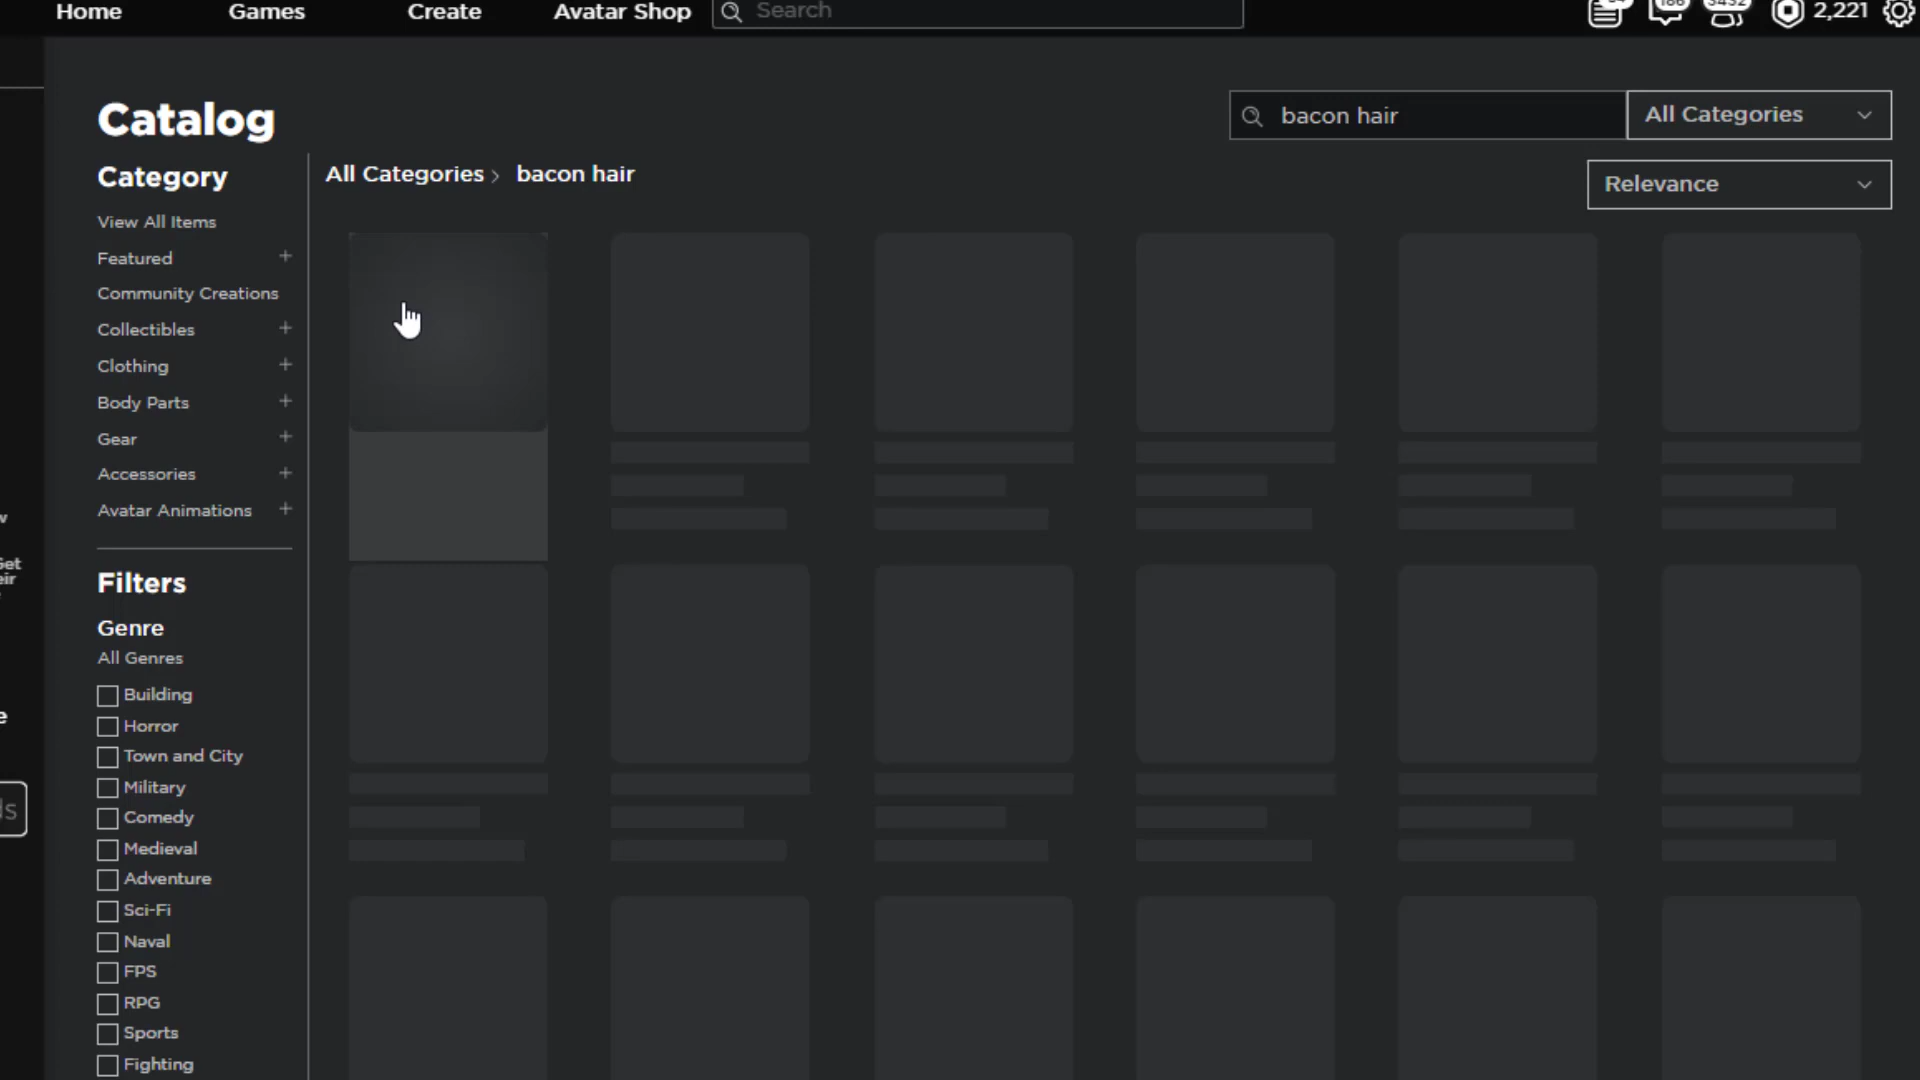 Home Games Create Avatar Shop Search 2,221
Catalog
bacon hair All Categories
Category
All Categories > bacon hair
Relevance
View All Items
Featured +
Community Creations
Collectibles +
Clothing +
Body Parts +
Gear +
Accessories +
Avatar Animations +
Filters
Genre
All Genres
Building
Horror
Town and City
Military
Comedy
Medieval
Adventure
Sci-Fi
Naval
FPS
RPG
Sports
Fighting